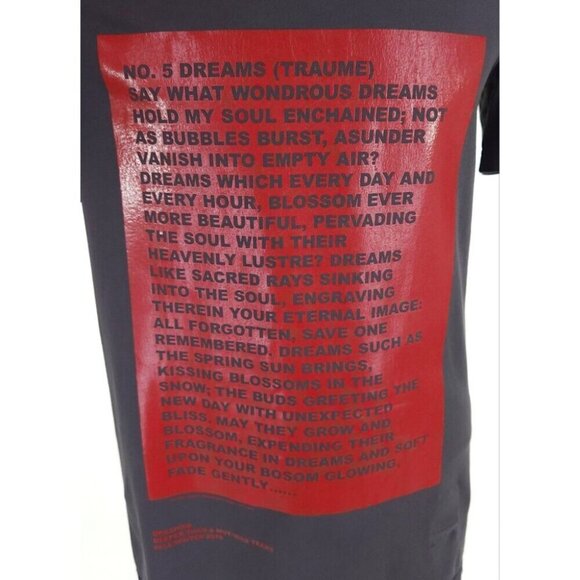 NO. 5 DREAMS (TRAUME)
SAY WHAT WONDROUS DREAMS
HOLD MY SOUL ENCHAINED; NOT
AS BUBBLES BURST, ASUNDER
VANISH INTO EMPTY AIR?
DREAMS WHICH EVERY DAY AND
EVERY HOUR, BLOSSOM EVER
MORE BEAUTIFUL, PERVADING
THE SOUL WITH THEIR
HEAVENLY LUSTRE? DREAMS
LIKE SACRED RAYS SINKING
INTO THE SOUL, ENGRAVING
THEREIN YOUR ETERNAL IMAGE:
ALL FORGOTTEN, SAVE ONE
REMEMBERED. DREAMS SUCH AS
THE SPRING SUN BRINGS,
KISSING BLOSSOMS IN THE
SNOW; THE BUDS GREETING THE
NEW DAY WITH UNEXPECTED
BLISS, MAY THEY GROW AND
BLOSSOM, EXPENDING THEIR
FRAGRANCE IN DREAMS AND SOFT
UPON YOUR BOSOM GLOWING,
FADE GENTLY......